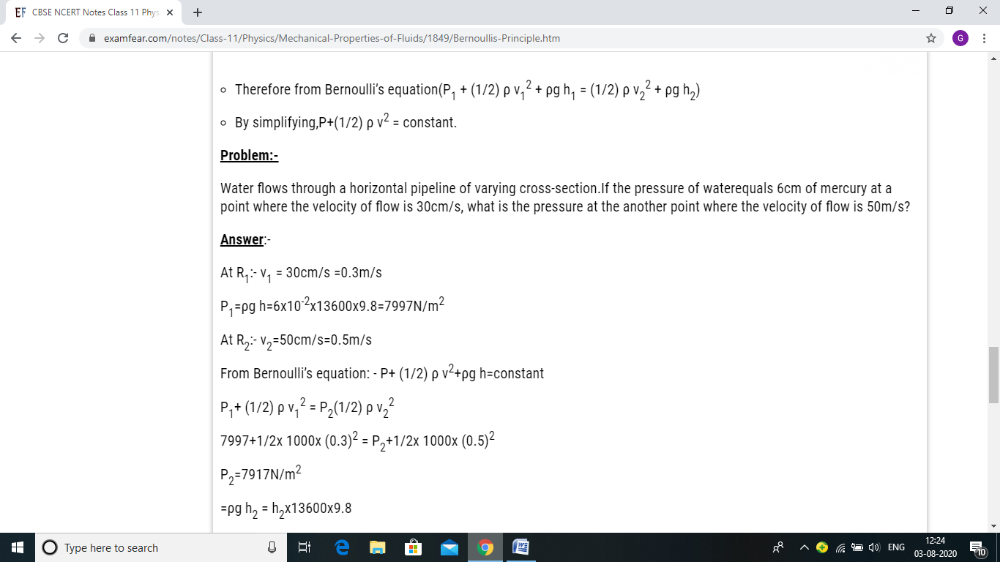 EF CBSE NCERT Notes Class 11 Phys
examfear.com/notes/Class-11/Physics/Mechanical-Properties-of-Fluids/1849/Bernoullis-Principle.htm
G
Therefore from Bernoulli's equation(P₁ + (1/2) ρ v₁² + ρg h₁ = (1/2) ρ v₂² + ρg h₂)
By simplifying,P+(1/2) ρ v² = constant.
Problem:-
Water flows through a horizontal pipeline of varying cross-section.If the pressure of waterequals 6cm of mercury at a
point where the velocity of flow is 30cm/s, what is the pressure at the another point where the velocity of flow is 50m/s?
Answer:-
At R₁:- v₁ = 30cm/s =0.3m/s
P₁=ρg h=6x10⁻²x13600x9.8=7997N/m²
At R₂:- v₂=50cm/s=0.5m/s
From Bernoulli's equation: - P+ (1/2) ρ v²+ρg h=constant
P₁+ (1/2) ρ v₁² = P₂(1/2) ρ v₂²
7997+1/2x 1000x (0.3)² = P₂+1/2x 1000x (0.5)²
P₂=7917N/m²
=ρg h₂ = h₂x13600x9.8
Type here to search
ENG
12:24
03-08-2020
10